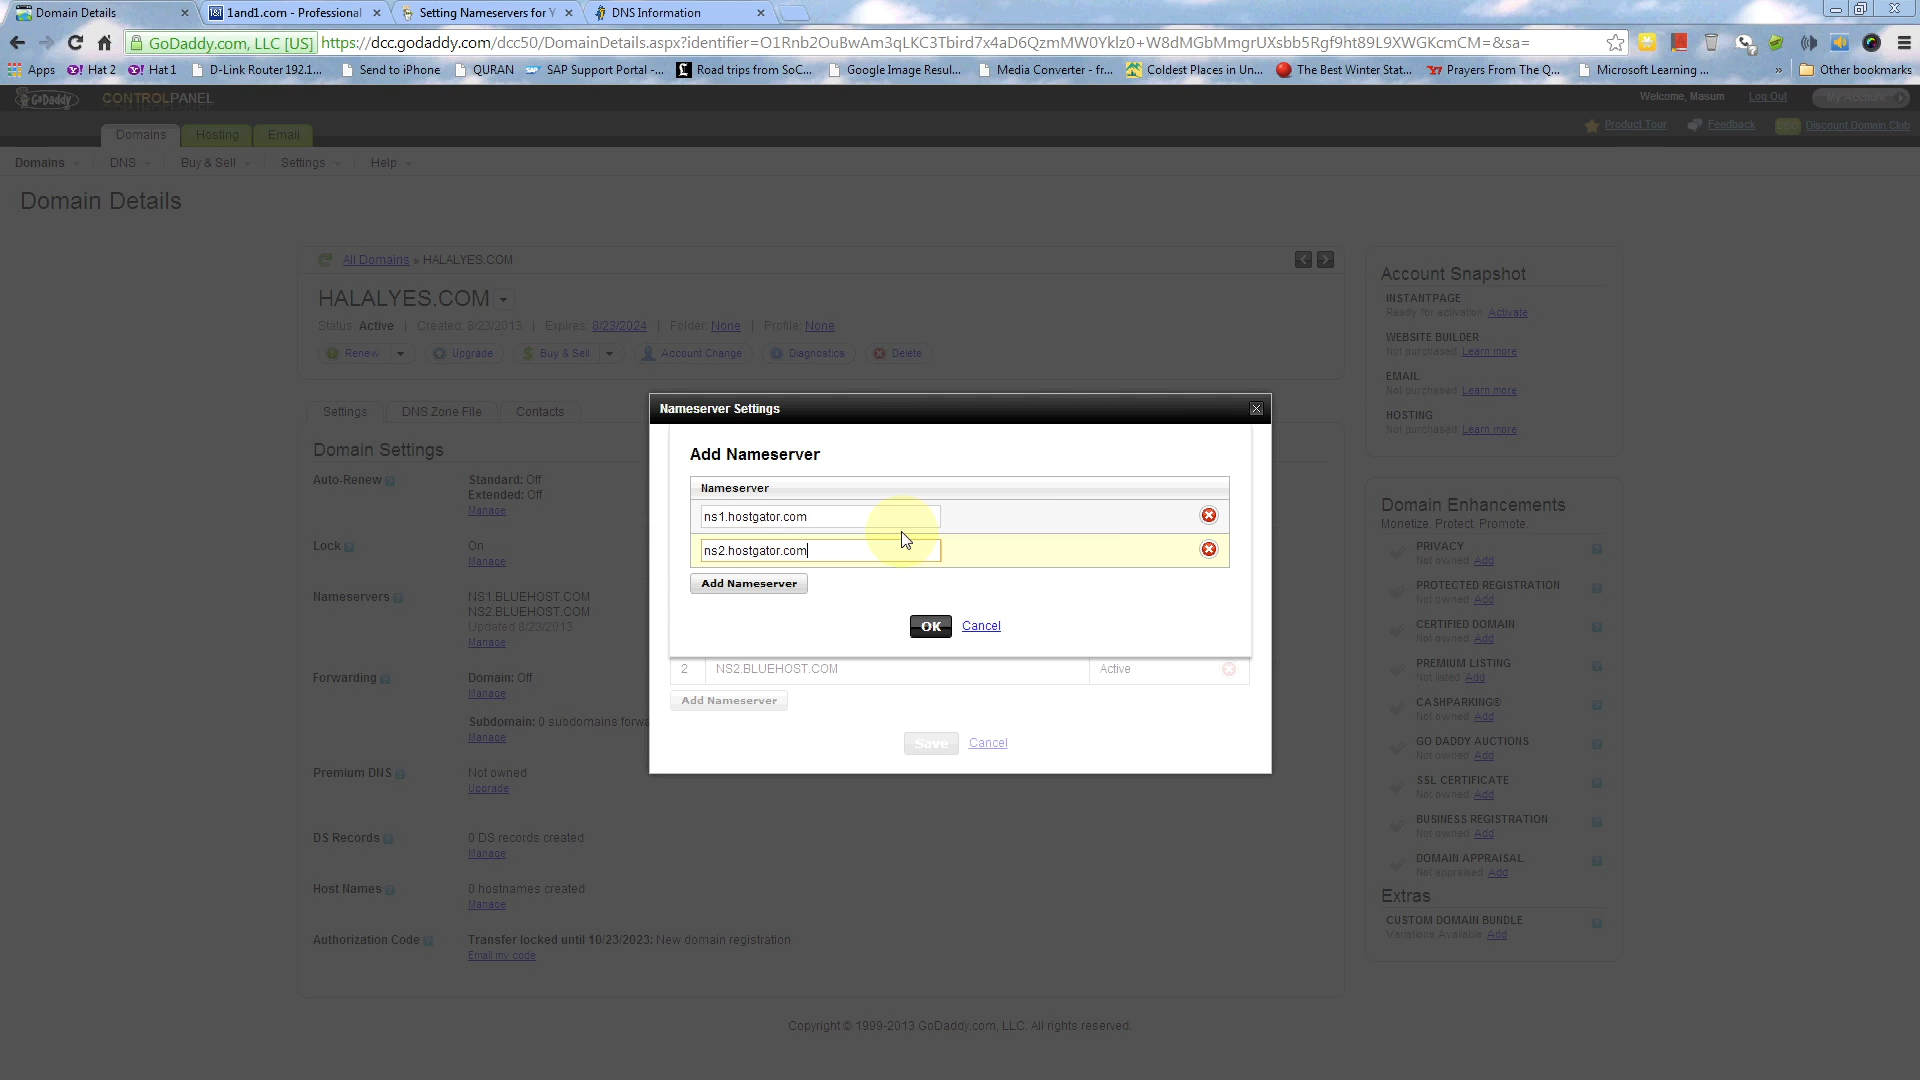 Domain Details
1and1.com - Professional
Setting Nameservers for Y
DNS Information
GoDaddy.com, LLC [US]
https://dcc.godaddy.com/dcc50/DomainDetails.aspx?identifier=O1Rnb2OuBwAm3qLKC3Tbird7x4aD6QzmMW0Yklz0+W8dMGbMmgrUXsbb5Rgf9ht89L9XWGKcmCM=&sa=
Apps
Hat 2
Hat 1
D-Link Router 192.1...
Send to iPhone
QURAN
SAP Support Portal -...
Road trips from SoC...
Google Image Resul...
Media Converter - fr...
Coldest Places in Un...
The Best Winter Stat...
Prayers From The Q...
Microsoft Learning ...
»
Other bookmarks
GoDaddy
CONTROLPANEL
Welcome, Masum
Log Out
My Account
Domains
Hosting
Email
Product Tour
Feedback
Discount Domain Club
Domains
DNS
Buy & Sell
Settings
Help
Domain Details
All Domains » HALALYES.COM
HALALYES.COM
Status: Active | Created: 8/23/2013 | Expires: 8/23/2024 | Folder: None | Profile: None
Renew
Upgrade
Buy & Sell
Account Change
Diagnostics
Delete
Settings
DNS Zone File
Contacts
Domain Settings
Auto-Renew
Standard: Off
Extended: Off
Manage
Lock
On
Manage
Nameservers
NS1.BLUEHOST.COM
NS2.BLUEHOST.COM
Updated 8/23/2013
Manage
Forwarding
Domain: Off
Manage
Subdomain: 0 subdomains forwa
Manage
Premium DNS
Not owned
Upgrade
DS Records
0 DS records created
Manage
Host Names
0 hostnames created
Manage
Authorization Code
Transfer locked until 10/23/2023: New domain registration
Email my code
Nameserver Settings
Add Nameserver
Nameserver
ns1.hostgator.com
ns2.hostgator.com
Add Nameserver
OK
Cancel
2
NS2.BLUEHOST.COM
Active
Add Nameserver
Save
Cancel
Account Snapshot
INSTANTPAGE
Ready for activation Activate
WEBSITE BUILDER
Not purchased Learn more
EMAIL
Not purchased Learn more
HOSTING
Not purchased Learn more
Domain Enhancements
Monetize. Protect. Promote.
PRIVACY
Not owned Add
PROTECTED REGISTRATION
Not owned Add
CERTIFIED DOMAIN
Not owned Add
PREMIUM LISTING
Not listed Add
CASHPARKING®
Not owned Add
GO DADDY AUCTIONS
Not owned Add
SSL CERTIFICATE
Not owned Add
BUSINESS REGISTRATION
Not owned Add
DOMAIN APPRAISAL
Not appraised Add
Extras
CUSTOM DOMAIN BUNDLE
Variations Available Add
Copyright © 1999-2013 GoDaddy.com, LLC. All rights reserved.